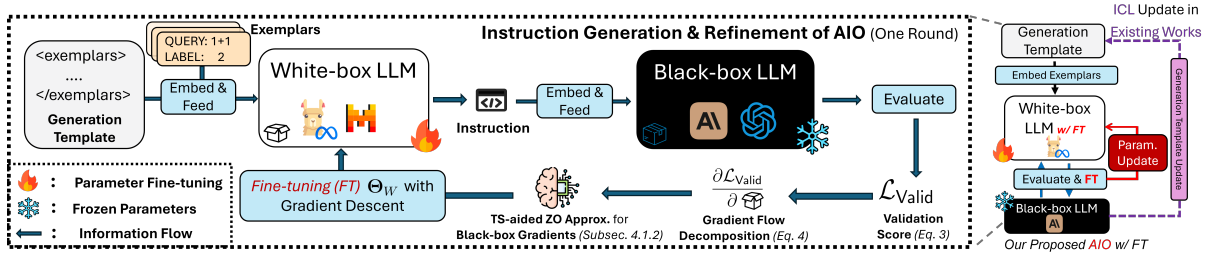 Instruction Generation & Refinement of AIO (One Round)
<exemplars>
....
</exemplars>
Generation
Template
QUERY: 1+1
LABEL: 2
Exemplars
Embed &
Feed
White-box LLM
Instruction
Embed &
Feed
Black-box LLM
A\
Evaluate
ℒ_Valid
Validation
Score (Eq. 3)
∂ℒ_Valid
∂
Gradient Flow
Decomposition (Eq. 4)
TS-aided ZO Approx. for
Black-box Gradients (Subsec. 4.1.2)
Fine-tuning (FT) Θ_W with
Gradient Descent
: Parameter Fine-tuning
: Frozen Parameters
: Information Flow
ICL Update in
Existing Works
Generation
Template
Embed Exemplars
White-box
LLM w/ FT
Param.
Update
Generation Template Update
Evaluate & FT
Black-box LLM
A\
Our Proposed AIO w/ FT